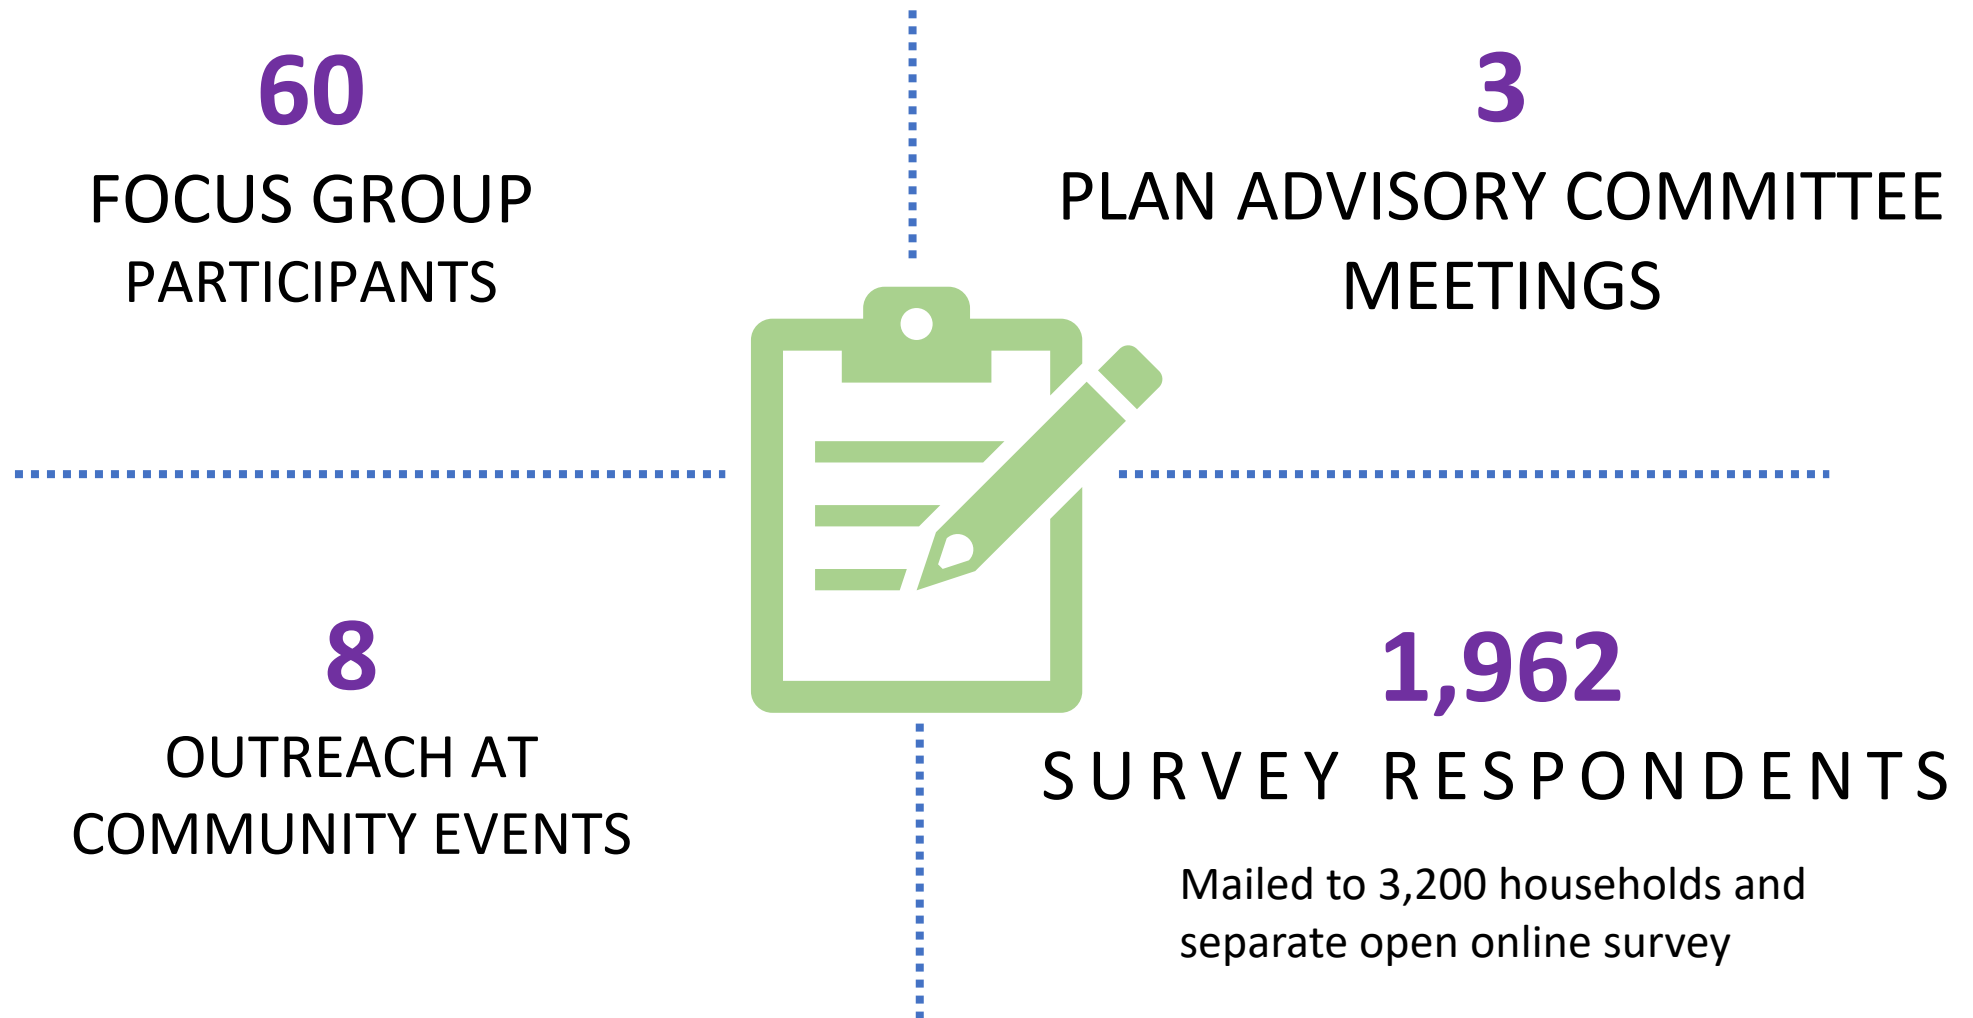 60
FOCUS GROUP
PARTICIPANTS
3
PLAN ADVISORY COMMITTEE
MEETINGS
8
OUTREACH AT
COMMUNITY EVENTS
1,962
SURVEY RESPONDENTS
Mailed to 3,200 households and
separate open online survey